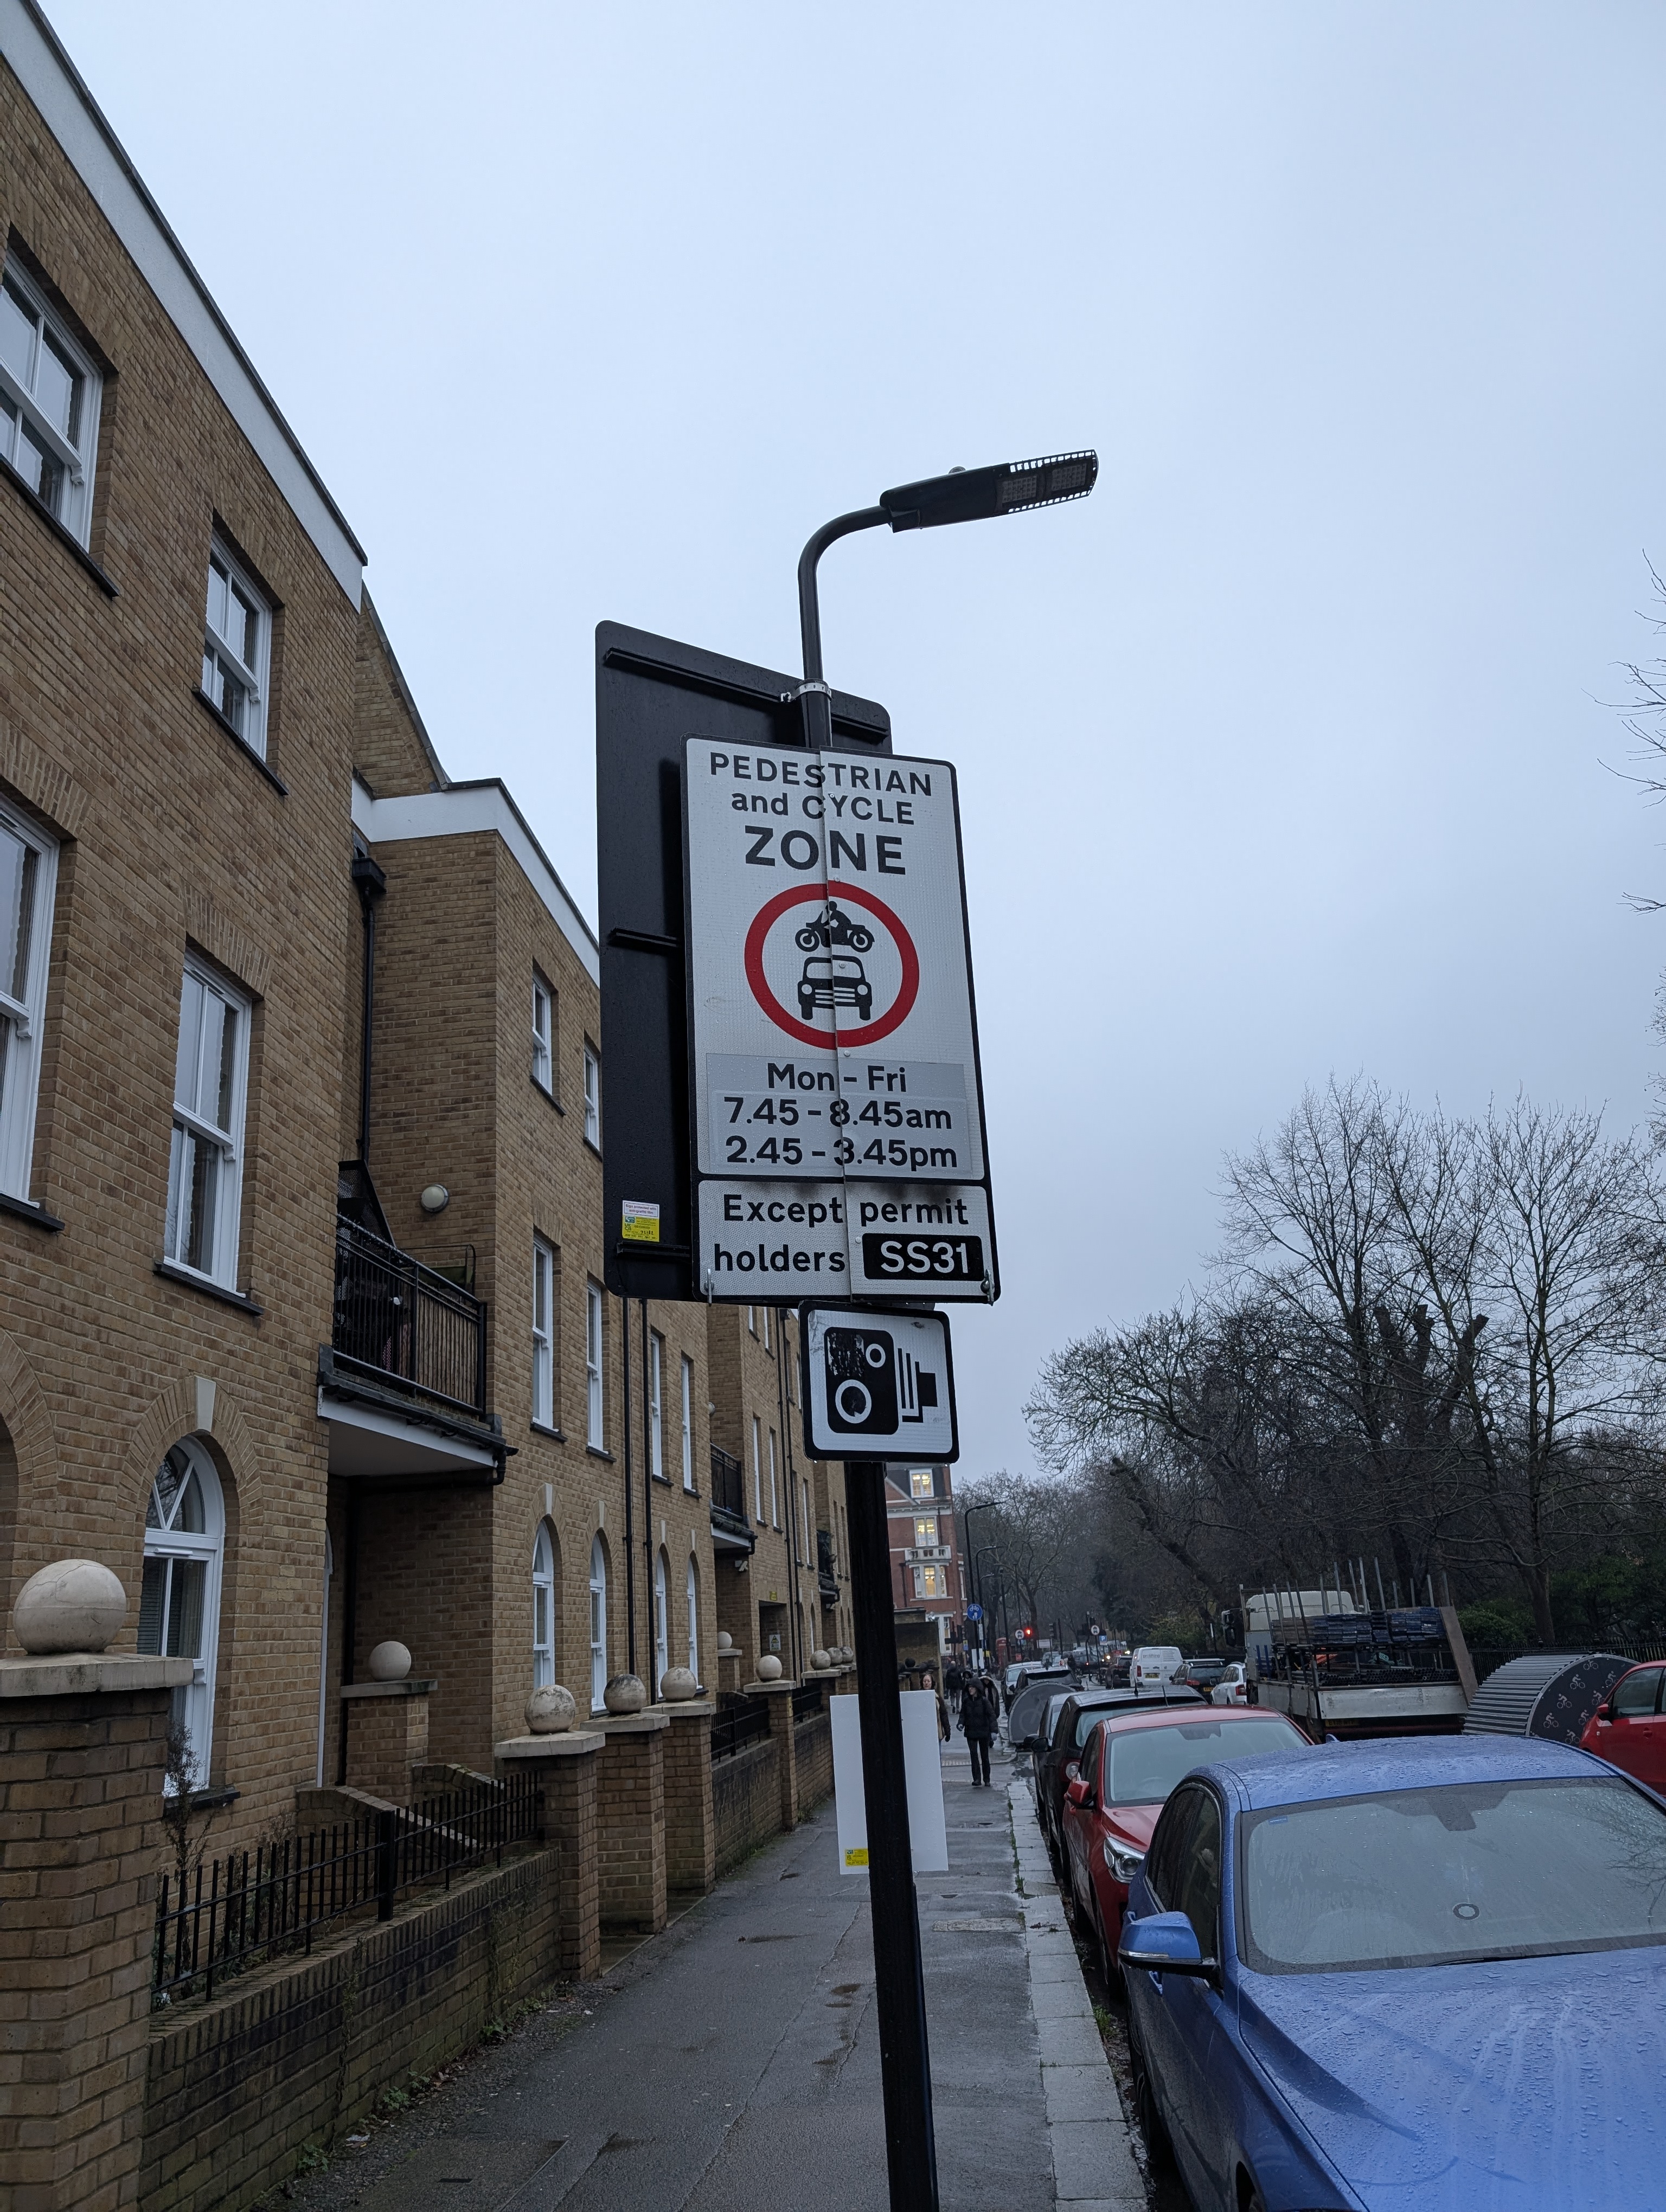 PEDESTRIAN
and CYCLE
ZONE
Mon - Fri
7.45 - 8.45am
2.45 - 3.45pm
Except permit
holders SS31